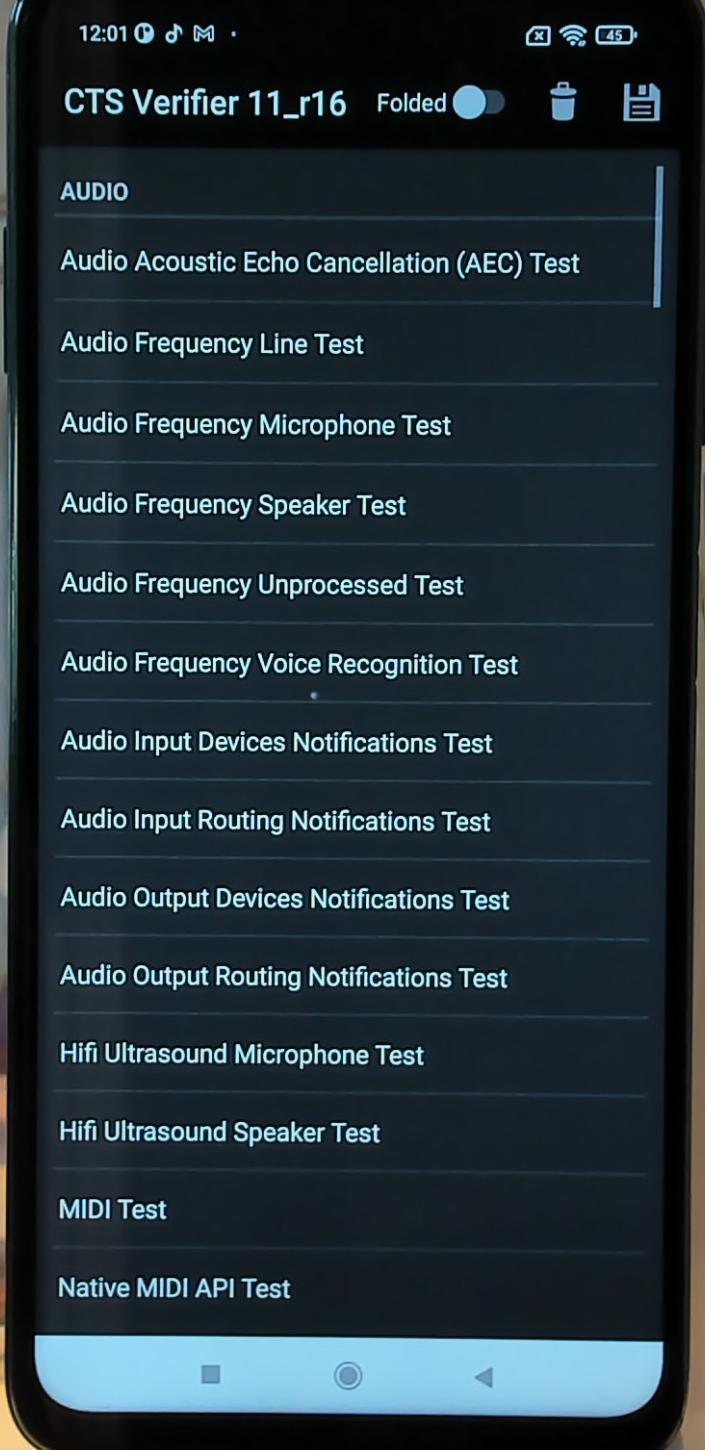 12:01
45
CTS Verifier 11_r16 Folded
AUDIO
Audio Acoustic Echo Cancellation (AEC) Test
Audio Frequency Line Test
Audio Frequency Microphone Test
Audio Frequency Speaker Test
Audio Frequency Unprocessed Test
Audio Frequency Voice Recognition Test
Audio Input Devices Notifications Test
Audio Input Routing Notifications Test
Audio Output Devices Notifications Test
Audio Output Routing Notifications Test
Hifi Ultrasound Microphone Test
Hifi Ultrasound Speaker Test
MIDI Test
Native MIDI API Test